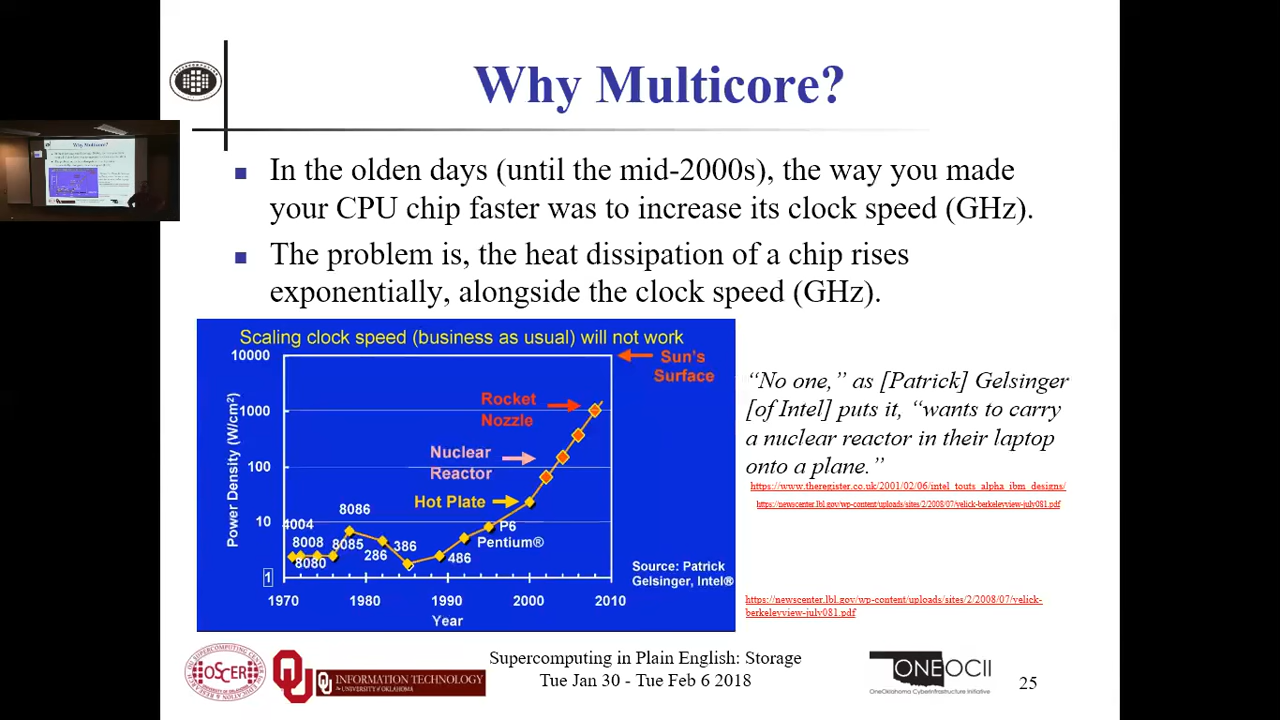 Why Multicore?
In the olden days (until the mid-2000s), the way you made
your CPU chip faster was to increase its clock speed (GHz).
The problem is, the heat dissipation of a chip rises
exponentially, alongside the clock speed (GHz).
Scaling clock speed (business as usual) will not work
10000
1000
100
10
1
Power Density (W/cm²)
Sun's
Surface
Rocket
Nozzle
Nuclear
Reactor
Hot Plate
4004
8008
8080
8086
8085
286
386
486
P6
Pentium®
Source: Patrick
Gelsinger, Intel®
1970
1980
1990
2000
2010
Year
“No one,” as [Patrick] Gelsinger
[of Intel] puts it, “wants to carry
a nuclear reactor in their laptop
onto a plane.”
https://www.theregister.co.uk/2001/02/06/intel_touts_alpha_ibm_designs/
https://newscenter.lbl.gov/wp-content/uploads/sites/2/2008/07/yelick-berkeleyview-july081.pdf
https://newscenter.lbl.gov/wp-content/uploads/sites/2/2008/07/yelick-
berkeleyview-july081.pdf
OSCER
INFORMATION TECHNOLOGY
The UNIVERSITY of OKLAHOMA
Supercomputing in Plain English: Storage
Tue Jan 30 - Tue Feb 6 2018
ONEOCII
OneOklahoma CyberInfrastructure Initiative
25